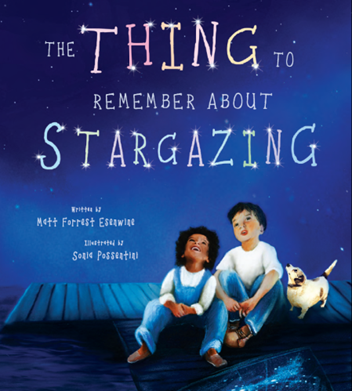 THE THING TO
REMEMBER ABOUT
STARGAZING
Written by
Matt Forrest Esenwine
Illustrated by
Sonia Possentini